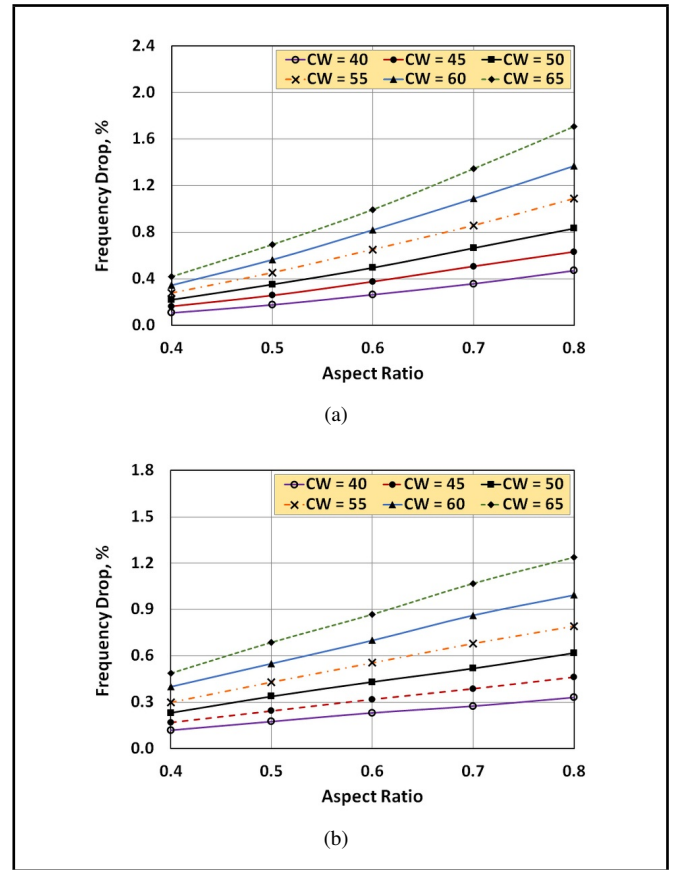 2.4
CW = 40 CW = 45 CW = 50
CW = 55 CW = 60 CW = 65
2.0
1.6
1.2
0.8
0.4
0.0
Frequency Drop, %
0.4 0.5 0.6 0.7 0.8
Aspect Ratio
(a)
1.8
CW = 40 CW = 45 CW = 50
CW = 55 CW = 60 CW = 65
1.5
1.2
0.9
0.6
0.3
0.0
Frequency Drop, %
0.4 0.5 0.6 0.7 0.8
Aspect Ratio
(b)